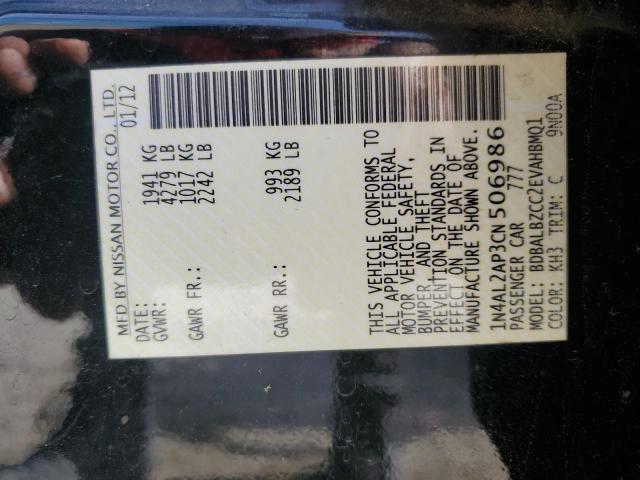 MFD BY NISSAN MOTOR CO., LTD.
DATE: 01/12
GVWR: 1941 KG
4279 LB
GAWR FR.: 1017 KG
2242 LB
GAWR RR.: 993 KG
2189 LB
THIS VEHICLE CONFORMS TO
ALL APPLICABLE FEDERAL
MOTOR VEHICLE SAFETY,
BUMPER, AND THEFT
PREVENTION STANDARDS IN
EFFECT ON THE DATE OF
MANUFACTURE SHOWN ABOVE.
1N4AL2AP3CN506986
PASSENGER CAR 777
MODEL: BDBALBZCC2EVAHBMQ1
COLOR: KH3 TRIM: C 9N00A